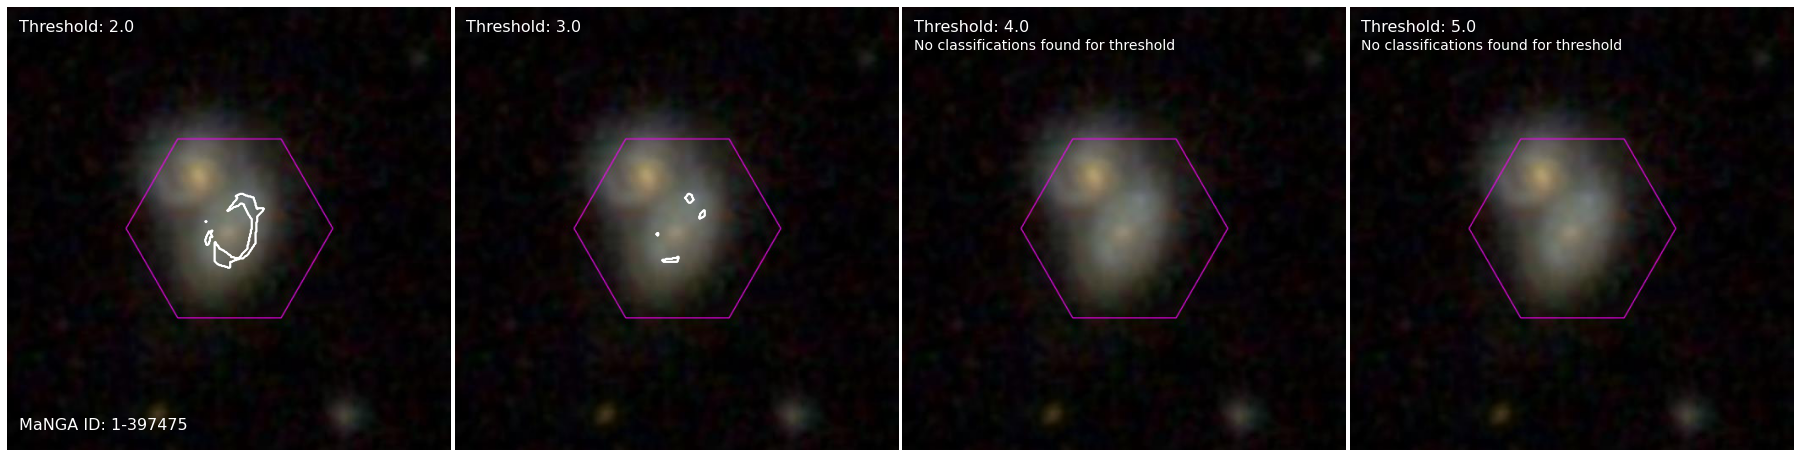 Threshold: 2.0
MaNGA ID: 1-397475
Threshold: 3.0
Threshold: 4.0
No classifications found for threshold
Threshold: 5.0
No classifications found for threshold